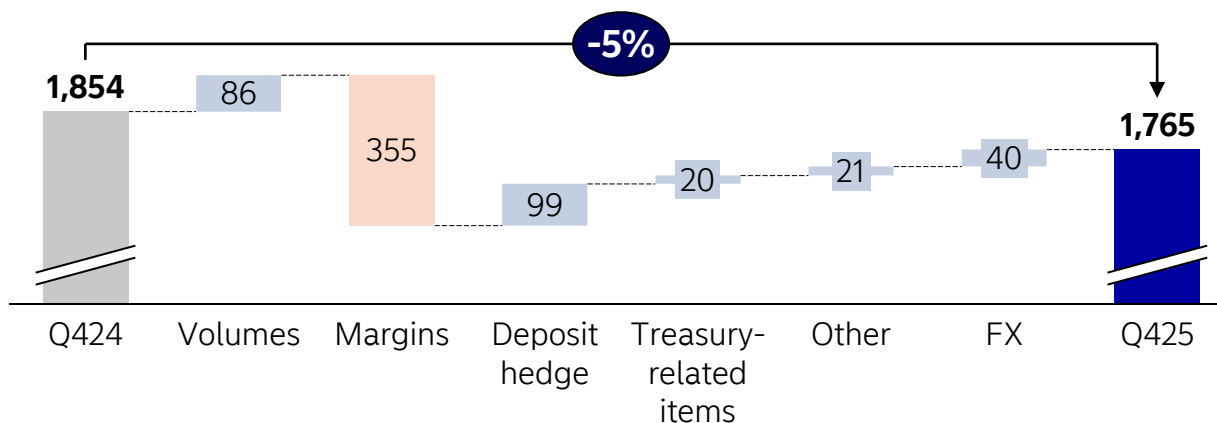 -5%
1,854
86
355
99
20
21
40
1,765
Q424
Volumes
Margins
Deposit
hedge
Treasury-
related
items
Other
FX
Q425